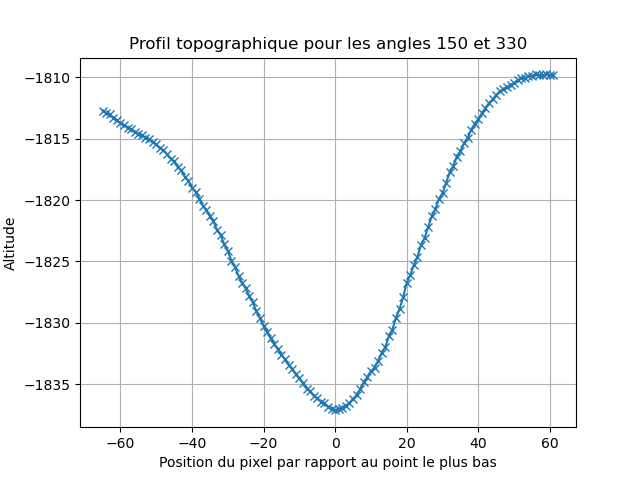 Profil topographique pour les angles 150 et 330
−1810
−1815
−1820
−1825
−1830
−1835
Altitude
−60 −40 −20 0 20 40 60
Position du pixel par rapport au point le plus bas